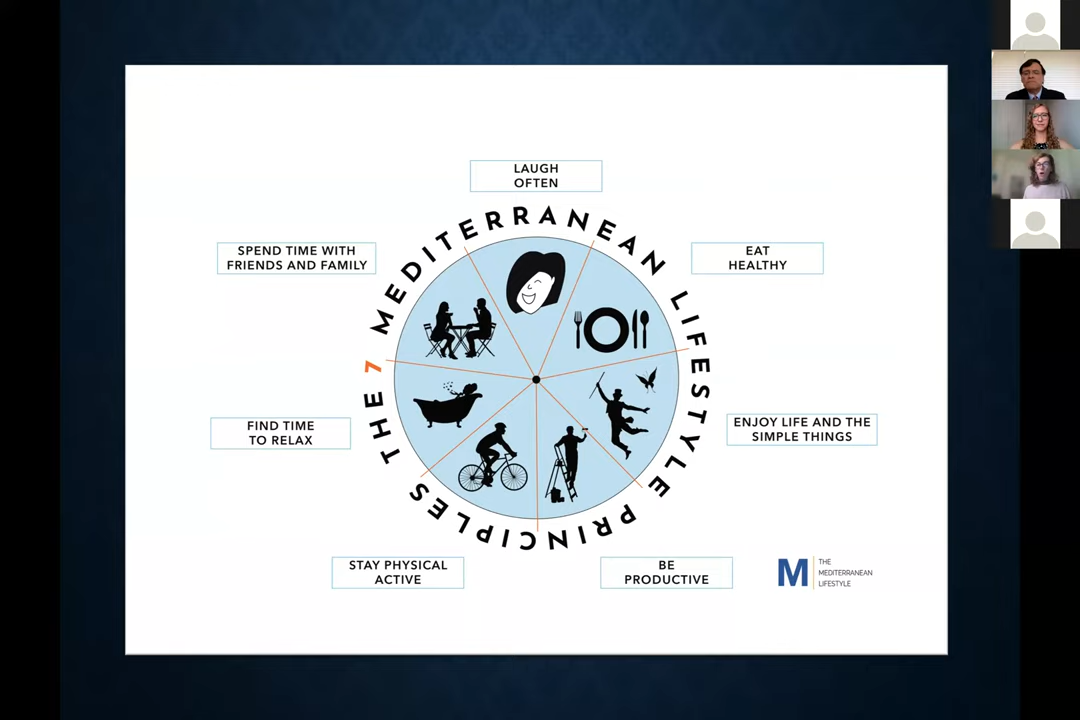 LAUGH
OFTEN
THE 7 MEDITERRANEAN LIFESTYLE PRINCIPLES
SPEND TIME WITH
FRIENDS AND FAMILY
EAT
HEALTHY
FIND TIME
TO RELAX
ENJOY LIFE AND THE
SIMPLE THINGS
STAY PHYSICAL
ACTIVE
BE
PRODUCTIVE
M
THE
MEDITERRANEAN
LIFESTYLE